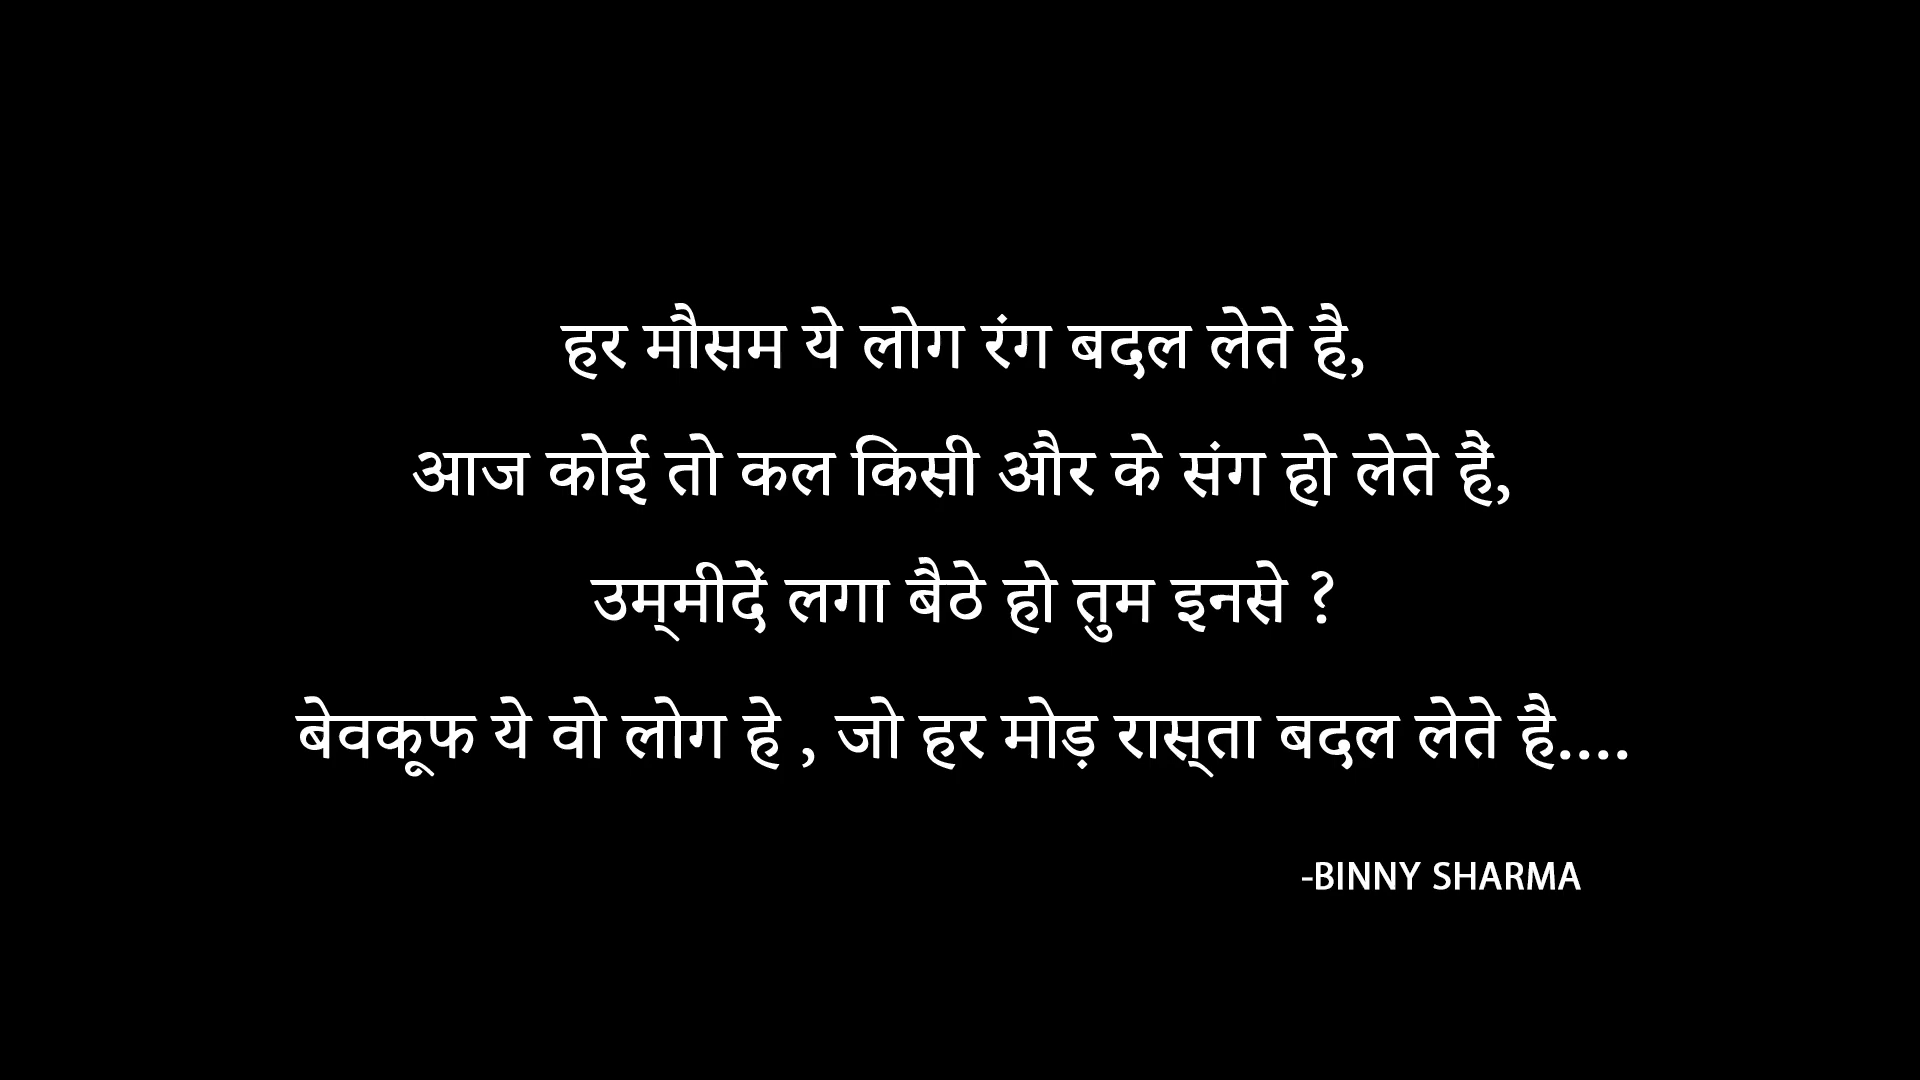 हर मौसम ये लोग रंग बदल लेते है,
आज कोई तो कल किसी और के संग हो लेते हैं,
उम्‌मीदें लगा बैठे हो तुम इनसे ?
बेवकूफ ये वो लोग हे , जो हर मोड़ रास्‌ता बदल लेते है....
-BINNY SHARMA